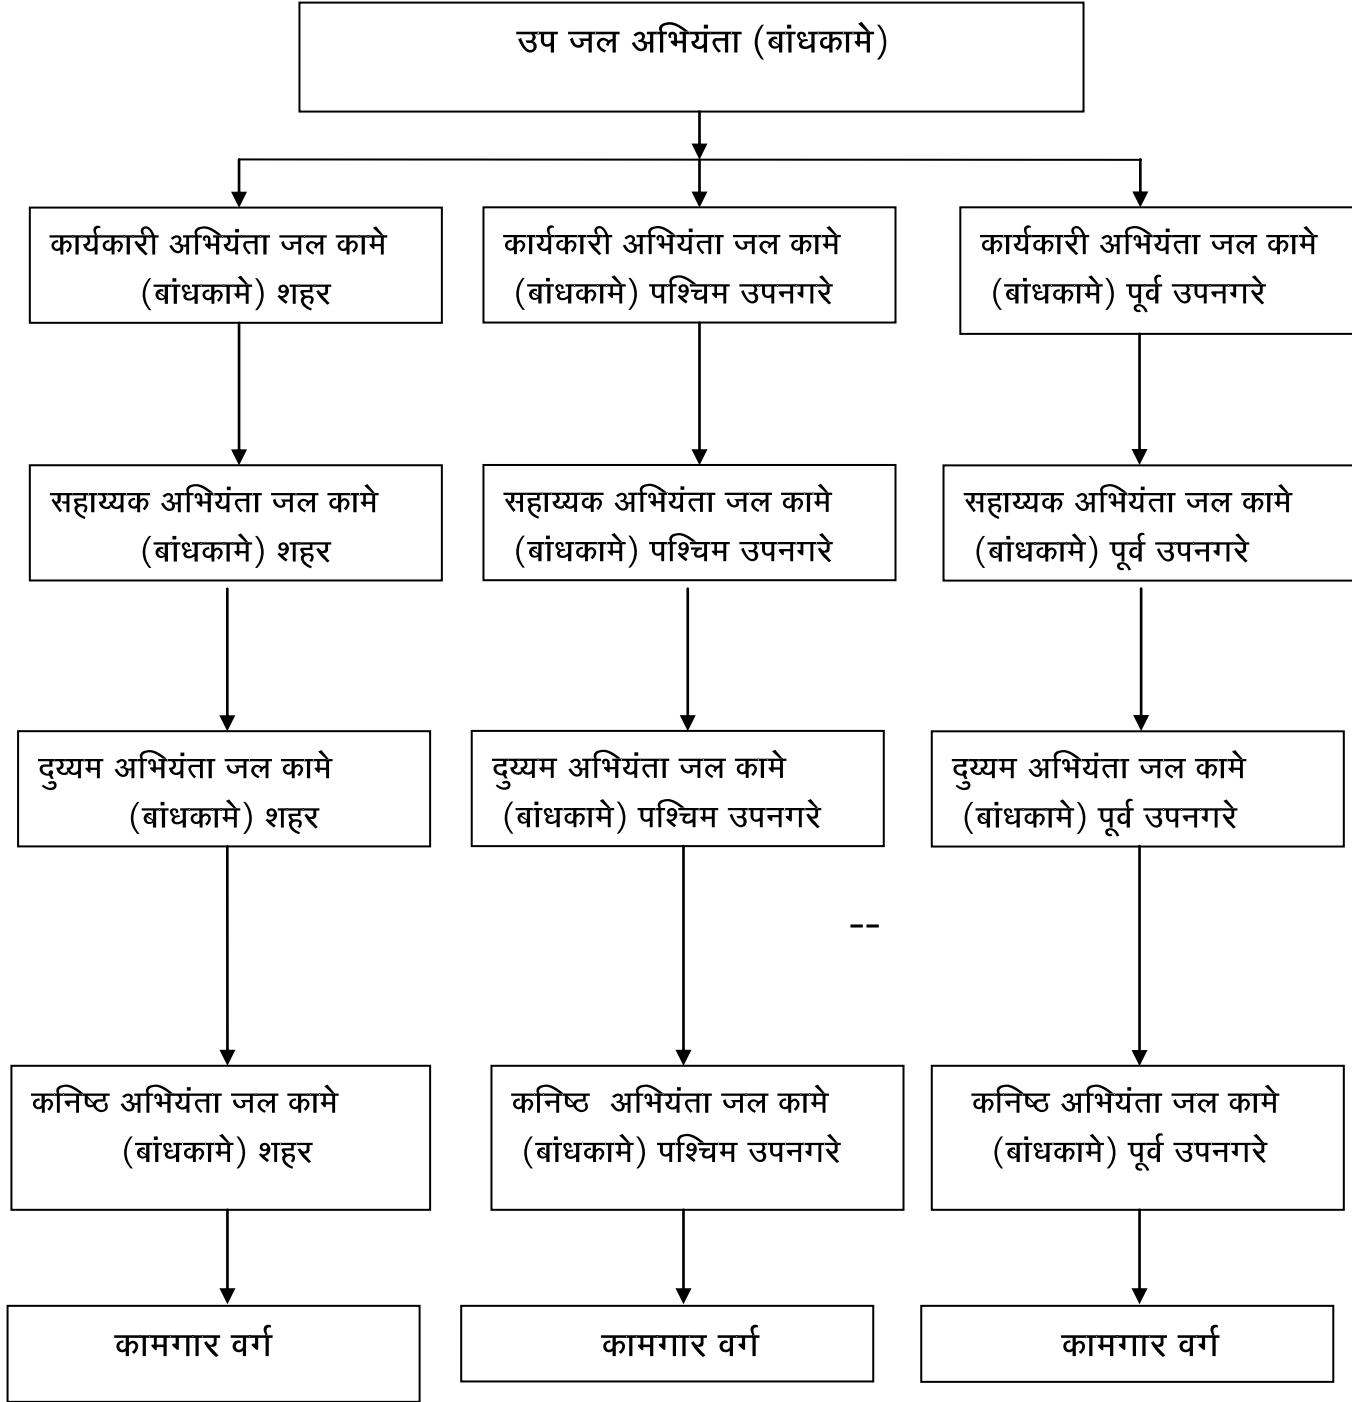 उप जल अभियंता (बांधकामे)
कार्यकारी अभियंता जल कामे
(बांधकामे) शहर
कार्यकारी अभियंता जल कामे
(बांधकामे) पश्चिम उपनगरे
कार्यकारी अभियंता जल कामे
(बांधकामे) पूर्व उपनगरे
सहाय्यक अभियंता जल कामे
(बांधकामे) शहर
सहाय्यक अभियंता जल कामे
(बांधकामे) पश्चिम उपनगरे
सहाय्यक अभियंता जल कामे
(बांधकामे) पूर्व उपनगरे
दुय्यम अभियंता जल कामे
(बांधकामे) शहर
दुय्यम अभियंता जल कामे
(बांधकामे) पश्चिम उपनगरे
दुय्यम अभियंता जल कामे
(बांधकामे) पूर्व उपनगरे
--
कनिष्ठ अभियंता जल कामे
(बांधकामे) शहर
कनिष्ठ  अभियंता जल कामे
(बांधकामे) पश्चिम उपनगरे
कनिष्ठ अभियंता जल कामे
(बांधकामे) पूर्व उपनगरे
कामगार वर्ग
कामगार वर्ग
कामगार वर्ग